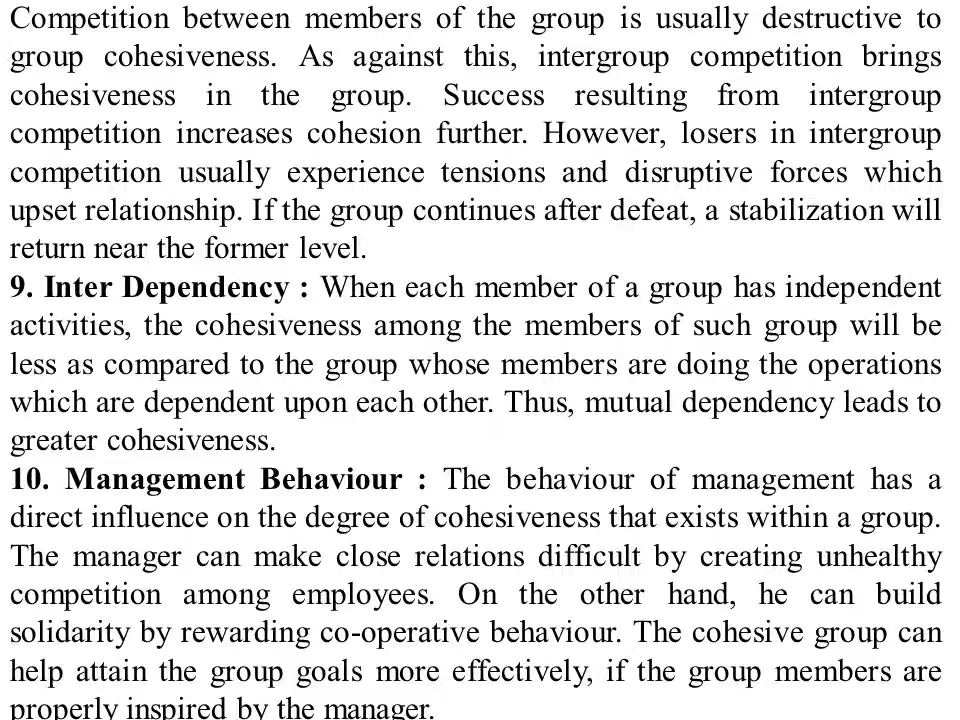 Competition between members of the group is usually destructive to
group cohesiveness. As against this, intergroup competition brings
cohesiveness in the group. Success resulting from intergroup
competition increases cohesion further. However, losers in intergroup
competition usually experience tensions and disruptive forces which
upset relationship. If the group continues after defeat, a stabilization will
return near the former level.
9. Inter Dependency : When each member of a group has independent
activities, the cohesiveness among the members of such group will be
less as compared to the group whose members are doing the operations
which are dependent upon each other. Thus, mutual dependency leads to
greater cohesiveness.
10. Management Behaviour : The behaviour of management has a
direct influence on the degree of cohesiveness that exists within a group.
The manager can make close relations difficult by creating unhealthy
competition among employees. On the other hand, he can build
solidarity by rewarding co-operative behaviour. The cohesive group can
help attain the group goals more effectively, if the group members are
properly inspired by the manager.